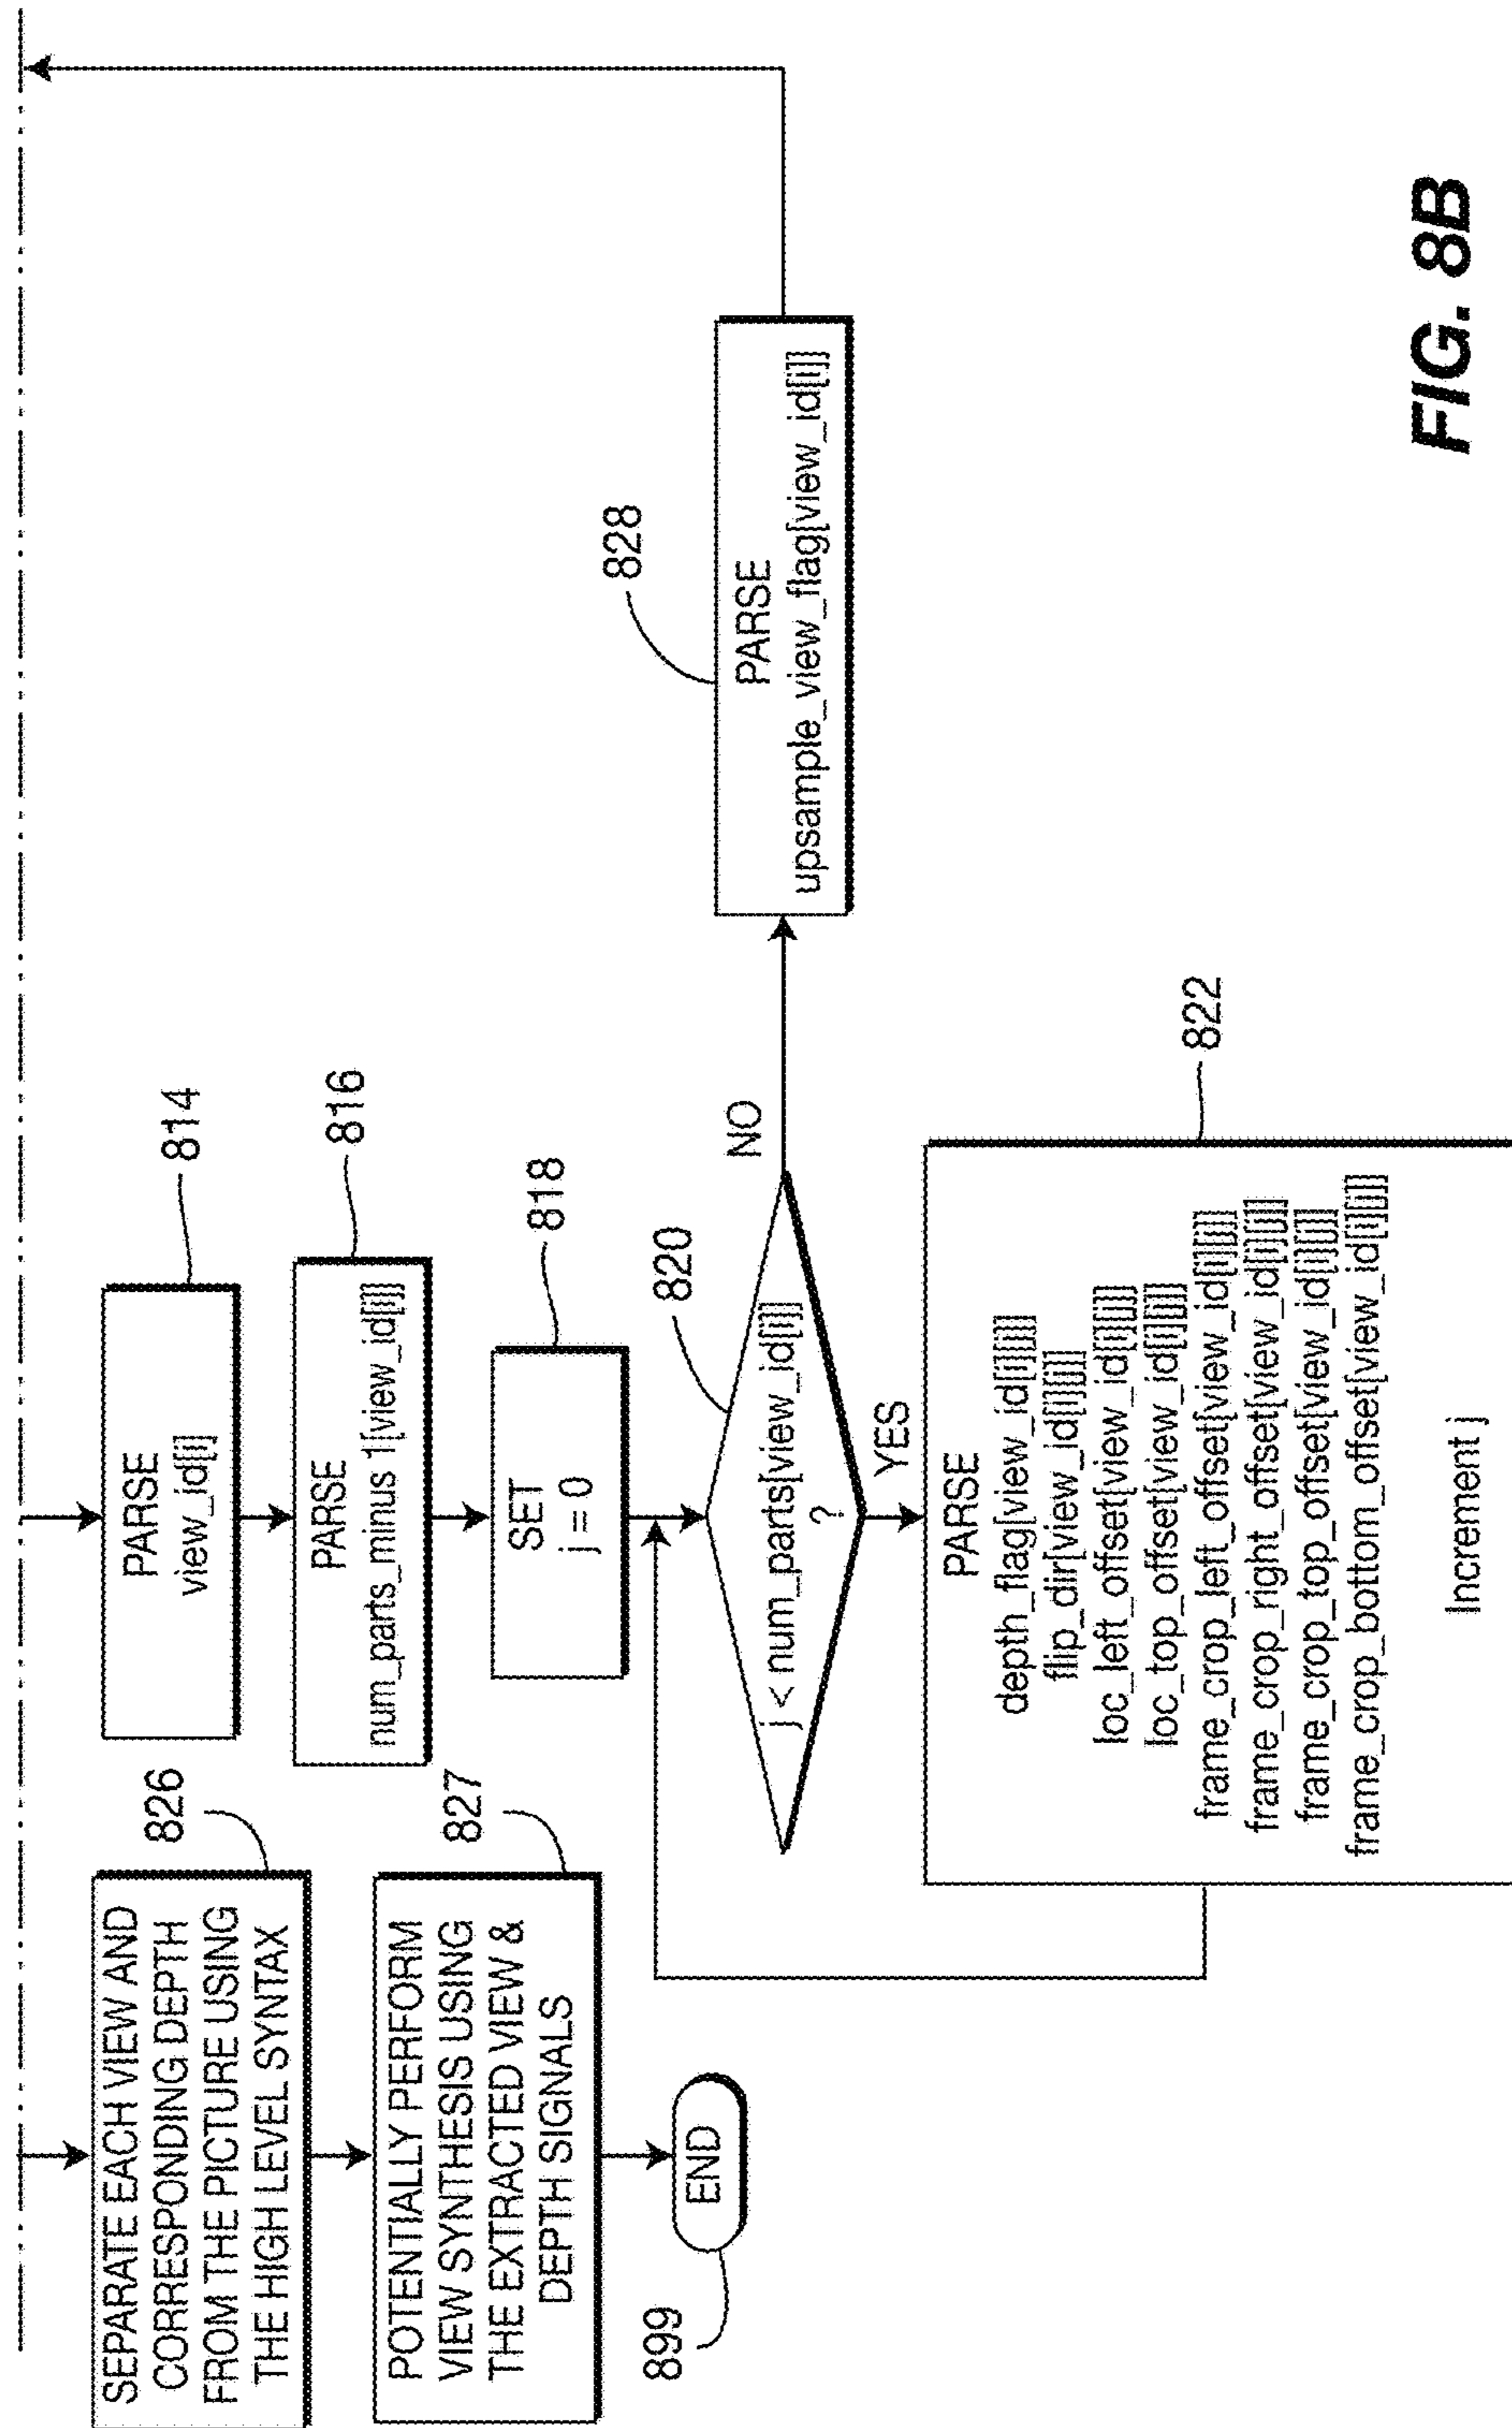 SEPARATE EACH VIEW AND
CORRESPONDING DEPTH
FROM THE PICTURE USING
THE HIGH LEVEL SYNTAX
826
POTENTIALLY PERFORM
VIEW SYNTHESIS USING
THE EXTRACTED VIEW &
DEPTH SIGNALS
827
END
899
PARSE
view_id[i]
814
PARSE
num_parts_minus 1[view_id[i]]
816
SET
j = 0
818
j < num_parts[view_id[i]]
?
820
NO
YES
PARSE
depth_flag[view_id[i]][j]]
flip_dir[view_id[i][j]]
loc_left_offset[view_id[i]][j]]
loc_top_offset[view_id[i][j]]
frame_crop_left_offset[view_id[i][j]]
frame_crop_right_offset[view_id[i][j]]
frame_crop_top_offset[view_id[i][j]]
frame_crop_bottom_offset[view_id[i][j]]
Increment j
822
PARSE
upsample_view_flag[view_id[i]]
828
FIG. 8B